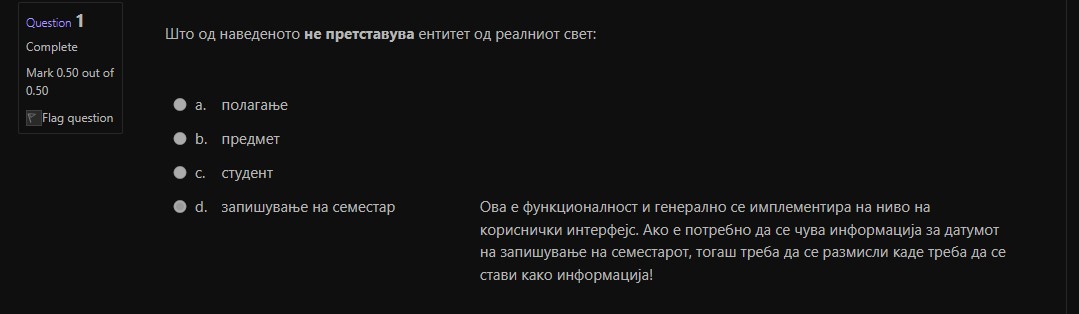 Question 1
Complete
Mark 0.50 out of
0.50
Flag question
Што од наведеното не претставува ентитет од реалниот свет:
a. полагање
b. предмет
c. студент
d. запишување на семестар
Ова е функционалност и генерално се имплементира на ниво на
кориснички интерфејс. Ако е потребно да се чува информација за датумот
на запишување на семестарот, тогаш треба да се размисли каде треба да се
стави како информација!